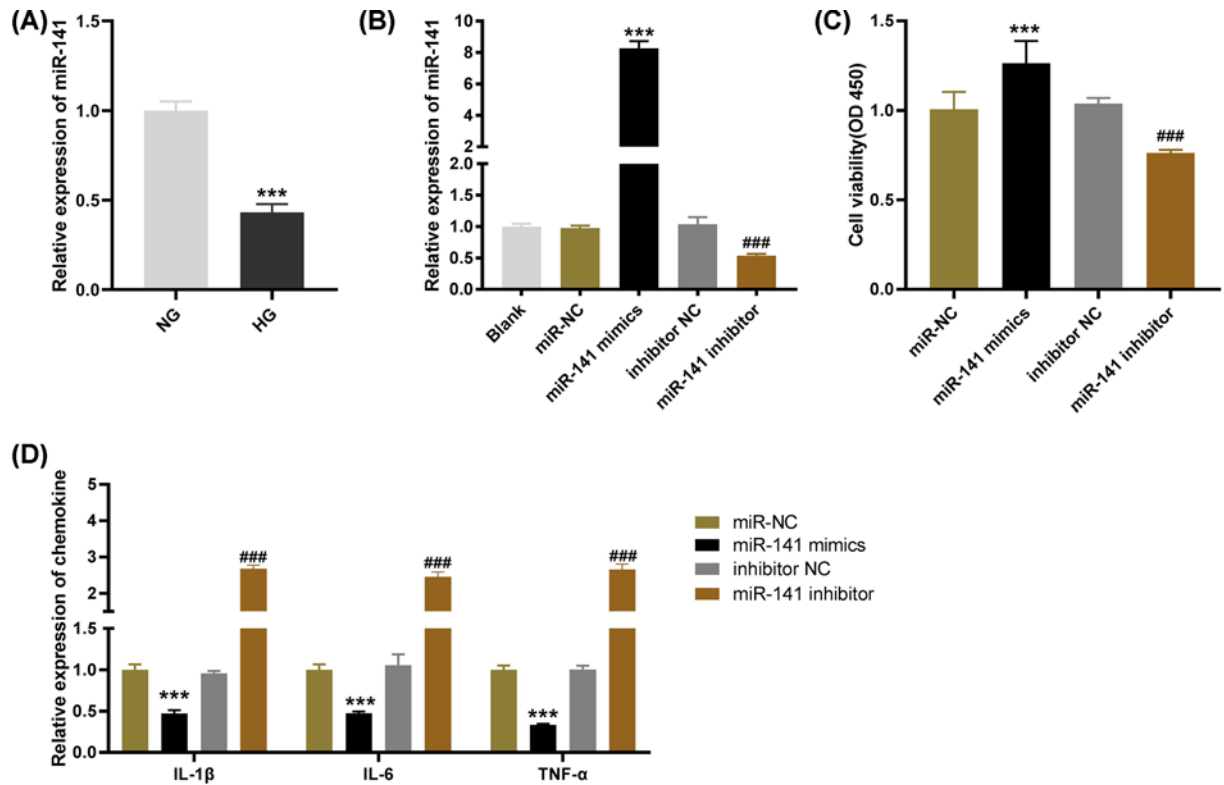 (A)
Relative expression of miR-141
1.5
1.0
0.5
0.0
***
NG
HG
(B)
Relative expression of miR-141
10
8
6
4
2
2.0
1.5
1.0
0.5
0.0
***
###
Blank
miR-NC
miR-141 mimics
inhibitor NC
miR-141 inhibitor
(C)
Cell viability(OD 450)
1.5
1.0
0.5
0.0
***
###
miR-NC
miR-141 mimics
inhibitor NC
miR-141 inhibitor
(D)
Relative expression of chemokine
5
4
3
2
1.5
1.0
0.5
0.0
***
###
***
###
***
###
IL-1β
IL-6
TNF-α
miR-NC
miR-141 mimics
inhibitor NC
miR-141 inhibitor